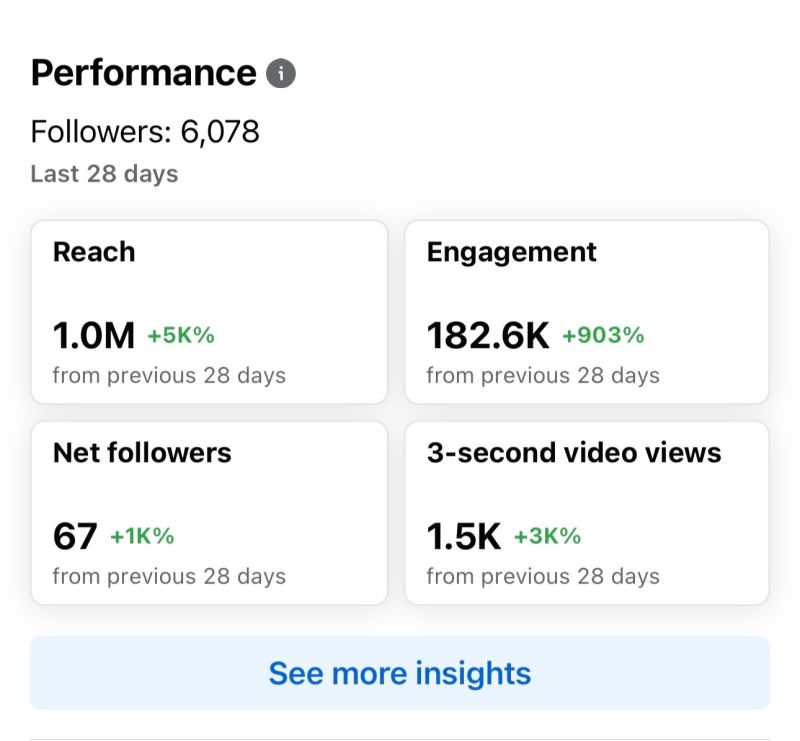 Performance
Followers: 6,078
Last 28 days
Reach
1.0M +5K%
from previous 28 days
Engagement
182.6K +903%
from previous 28 days
Net followers
67 +1K%
from previous 28 days
3-second video views
1.5K +3K%
from previous 28 days
See more insights